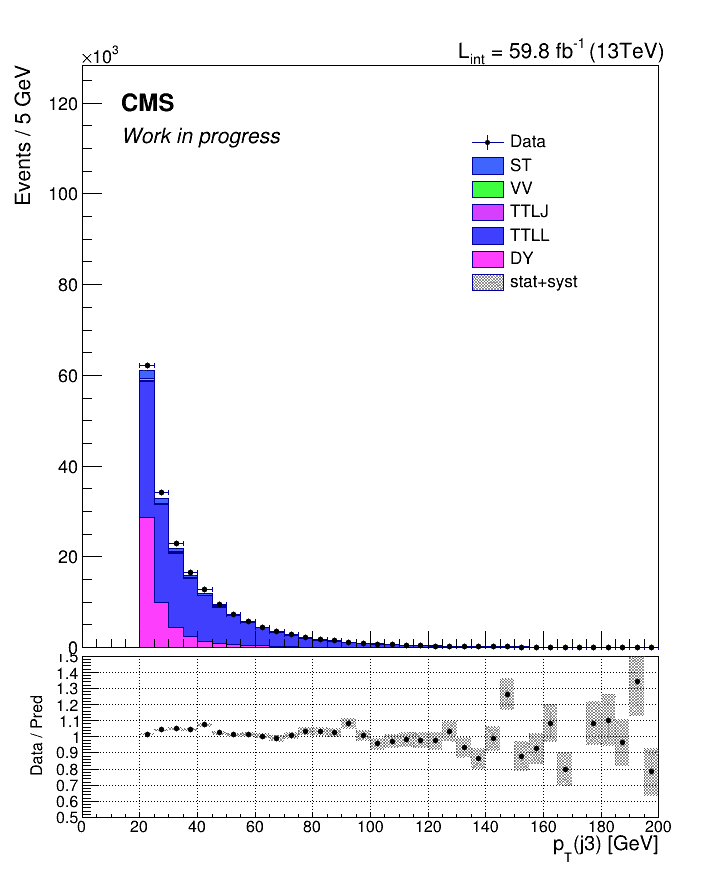 ×10³
L_int = 59.8 fb⁻¹ (13TeV)
Events / 5 GeV
CMS
Work in progress
Data
ST
VV
TTLJ
TTLL
DY
stat+syst
120
100
80
60
40
20
0
Data / Pred
1.5
1.4
1.3
1.2
1.1
1
0.9
0.8
0.7
0.6
0.5
0 20 40 60 80 100 120 140 160 180 200
p_T(j3) [GeV]